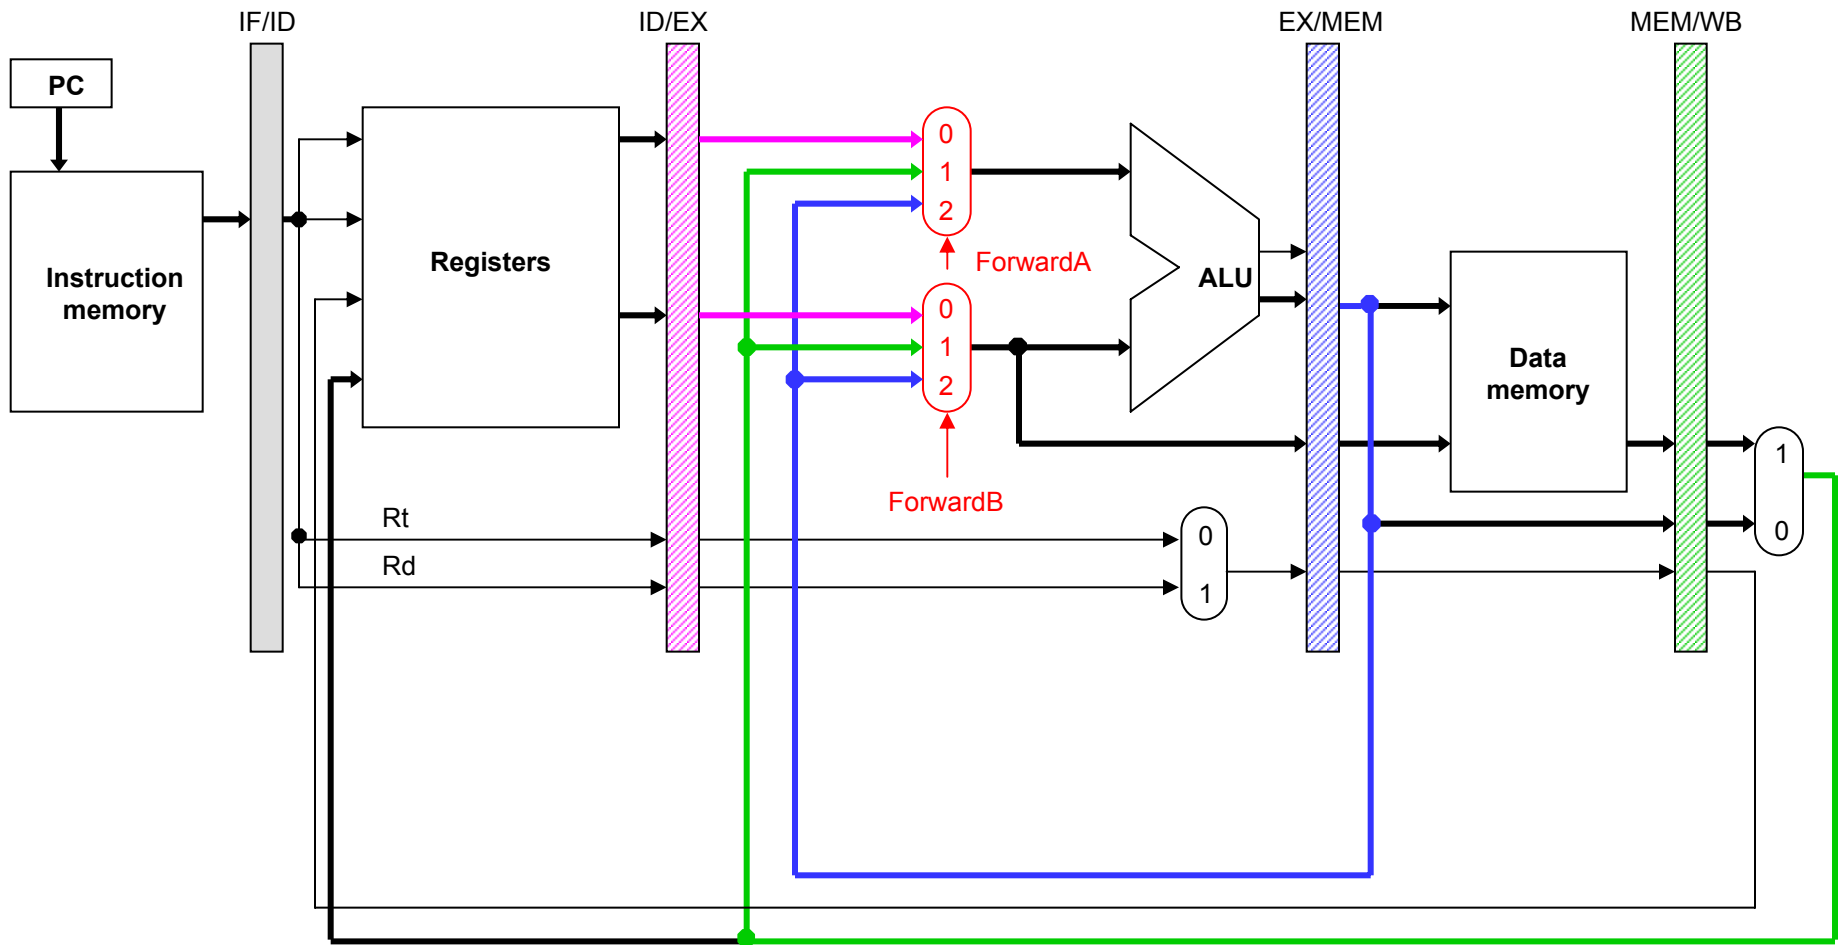 IF/ID
ID/EX
EX/MEM
MEM/WB
PC
Instruction
memory
Registers
0
1
2
ForwardA
0
1
2
ForwardB
ALU
Data
memory
1
0
Rt
Rd
0
1